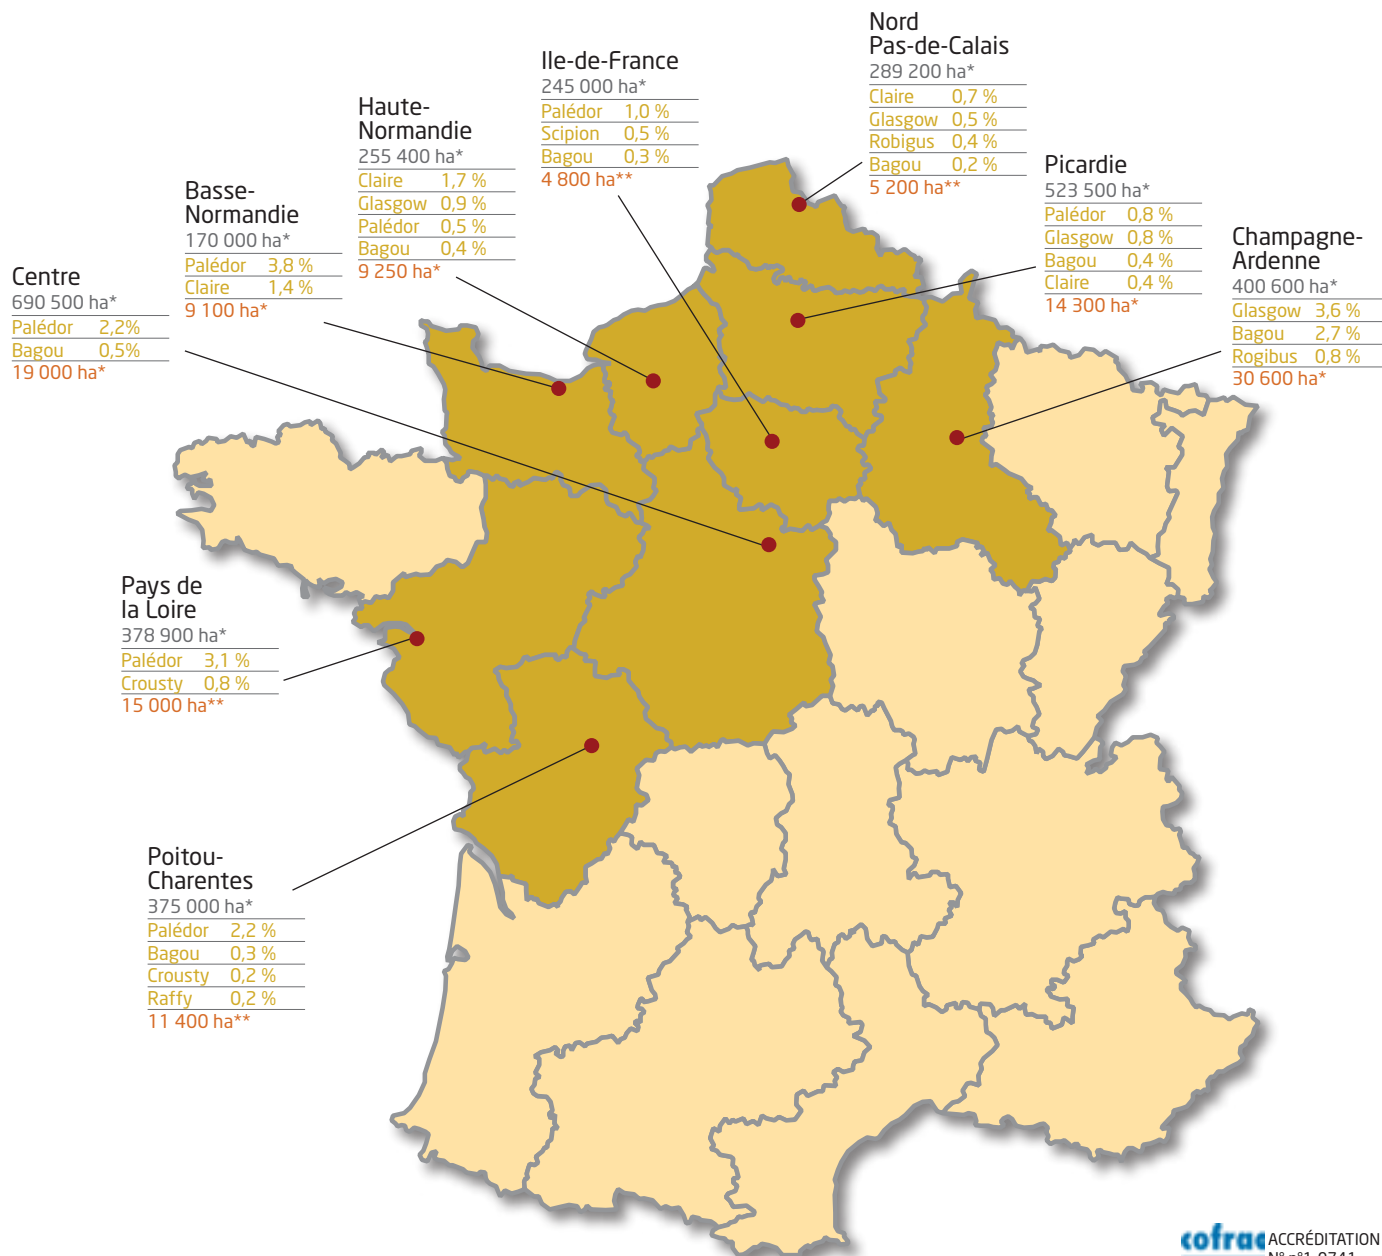 Nord
Pas-de-Calais
289 200 ha*
Claire 0,7 %
Glasgow 0,5 %
Robigus 0,4 %
Bagou 0,2 %
5 200 ha**
Ile-de-France
245 000 ha*
Palédor 1,0 %
Scipion 0,5 %
Bagou 0,3 %
4 800 ha**
Haute-
Normandie
255 400 ha*
Claire 1,7 %
Glasgow 0,9 %
Palédor 0,5 %
Bagou 0,4 %
9 250 ha*
Picardie
523 500 ha*
Palédor 0,8 %
Glasgow 0,8 %
Bagou 0,4 %
Claire 0,4 %
14 300 ha*
Basse-
Normandie
170 000 ha*
Palédor 3,8 %
Claire 1,4 %
9 100 ha*
Champagne-
Ardenne
400 600 ha*
Glasgow 3,6 %
Bagou 2,7 %
Rogibus 0,8 %
30 600 ha*
Centre
690 500 ha*
Palédor 2,2%
Bagou 0,5%
19 000 ha*
Pays de
la Loire
378 900 ha*
Palédor 3,1 %
Crousty 0,8 %
15 000 ha**
Poitou-
Charentes
375 000 ha*
Palédor 2,2 %
Bagou 0,3 %
Crousty 0,2 %
Raffy 0,2 %
11 400 ha**
cofrac ACCRÉDITATION